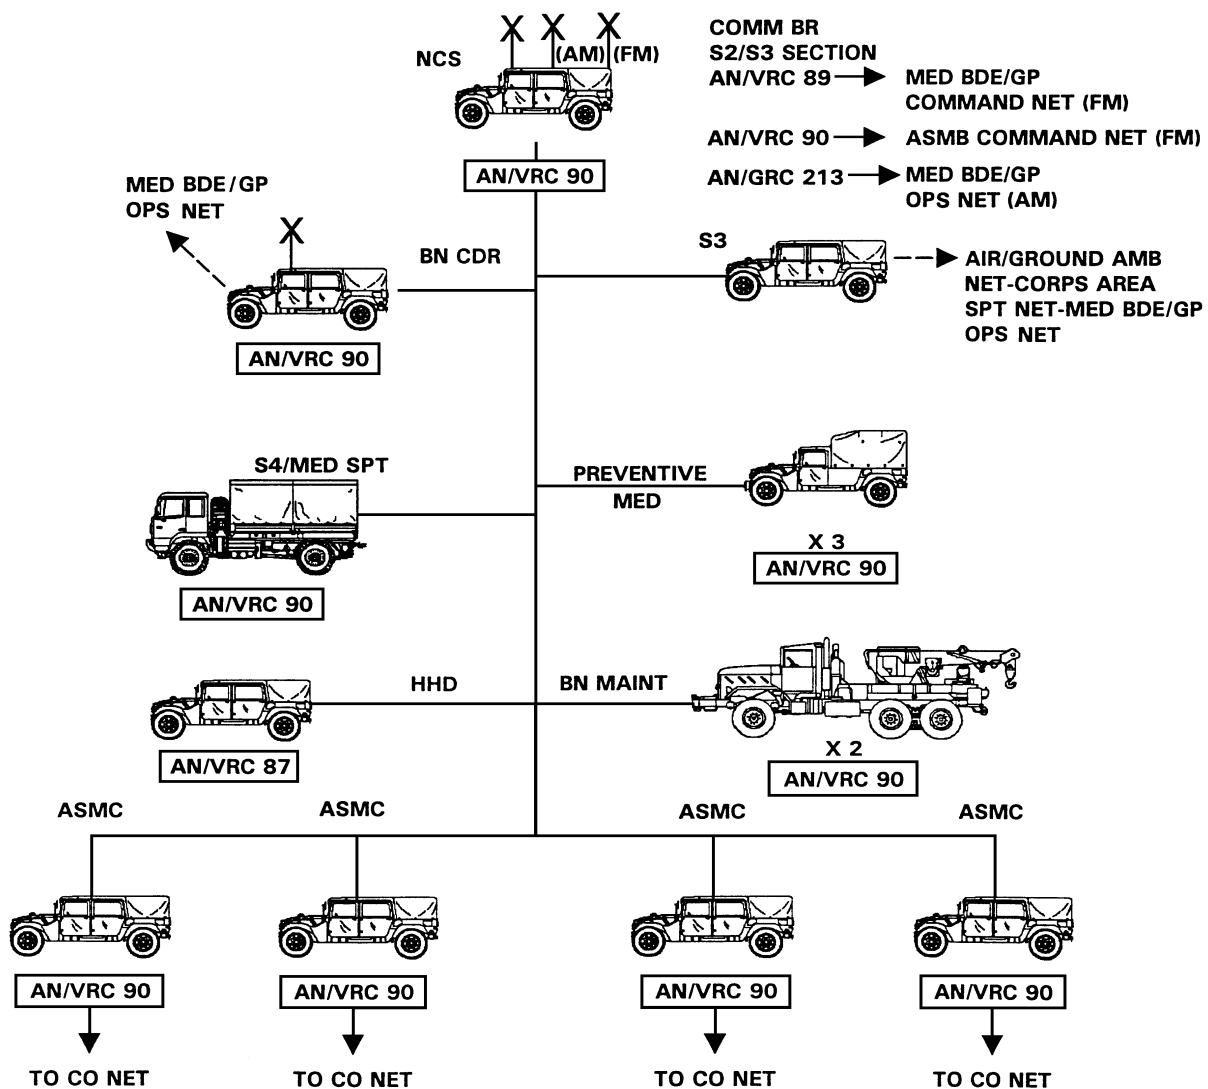 NCS
X X X
(AM) (FM)
COMM BR
S2/S3 SECTION
AN/VRC 89
MED BDE/GP
COMMAND NET (FM)
AN/VRC 90
ASMB COMMAND NET (FM)
AN/GRC 213
MED BDE/GP
OPS NET (AM)
AN/VRC 90
MED BDE/GP
OPS NET
X
BN CDR
AN/VRC 90
S3
AIR/GROUND AMB
NET-CORPS AREA
SPT NET-MED BDE/GP
OPS NET
S4/MED SPT
AN/VRC 90
PREVENTIVE
MED
X 3
AN/VRC 90
HHD
AN/VRC 87
BN MAINT
X 2
AN/VRC 90
ASMC
ASMC
ASMC
ASMC
AN/VRC 90
AN/VRC 90
AN/VRC 90
AN/VRC 90
TO CO NET
TO CO NET
TO CO NET
TO CO NET